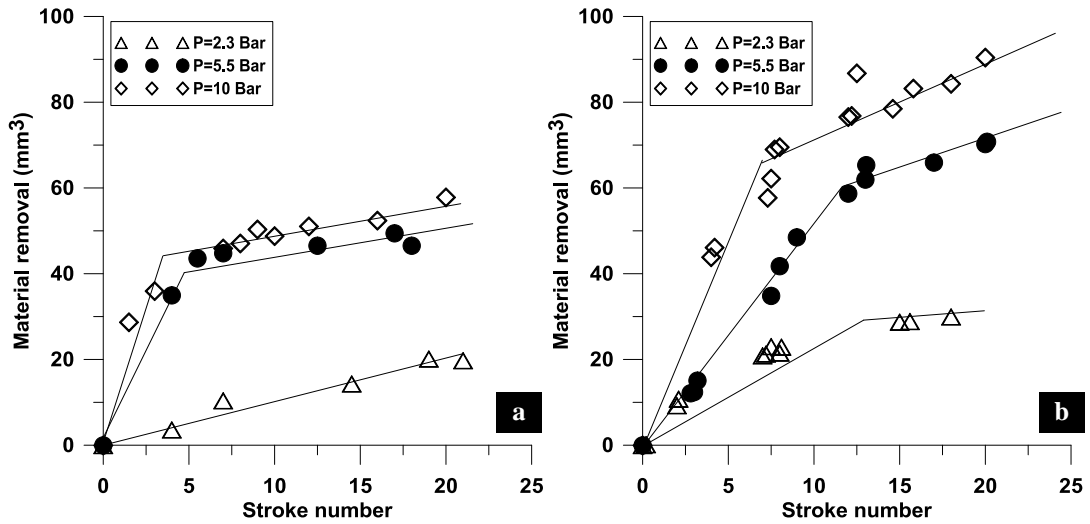 100
80
60
40
20
0
Material removal (mm³)
P=2.3 Bar
P=5.5 Bar
P=10 Bar
a
0 5 10 15 20 25
Stroke number
100
80
60
40
20
0
Material removal (mm³)
P=2.3 Bar
P=5.5 Bar
P=10 Bar
b
0 5 10 15 20 25
Stroke number